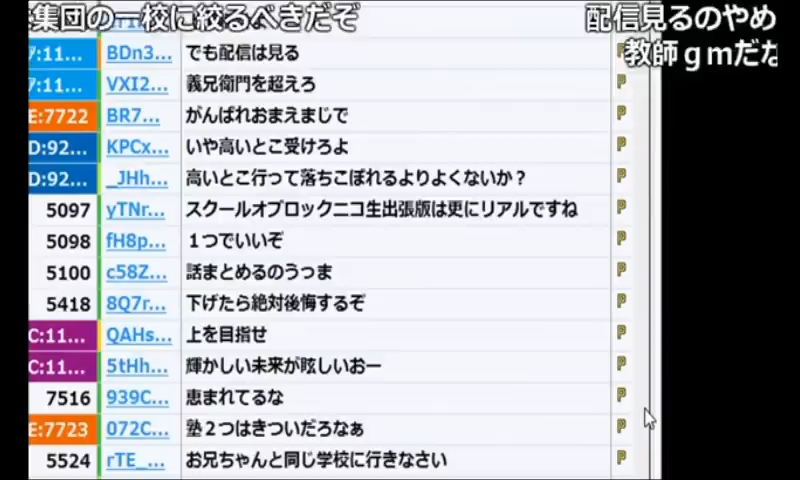 集団の一校に絞るべきだぞ
配信見るのやめ
教師ｇｍだな
7:11... BDn3... でも配信は見る P
7:11... VXI2... 義兄衛門を超えろ P
E:7722 BR7... がんばれおまえまじで P
D:92... KPCx... いや高いとこ受けろよ P
D:92... _JHh... 高いとこ行って落ちこぼれるよりよくないか？ P
5097 yTNr... スクールオブロックニコ生出張版は更にリアルですね P
5098 fH8p... １つでいいぞ P
5100 c58Z... 話まとめるのうっま P
5418 8Q7r... 下げたら絶対後悔するぞ P
C:11... QAHs... 上を目指せ P
C:11... 5tHh... 輝かしい未来が眩しいおー P
7516 939C... 恵まれてるな P
E:7723 072C... 塾２つはきついだろなぁ P
5524 rTE_... お兄ちゃんと同じ学校に行きなさい P